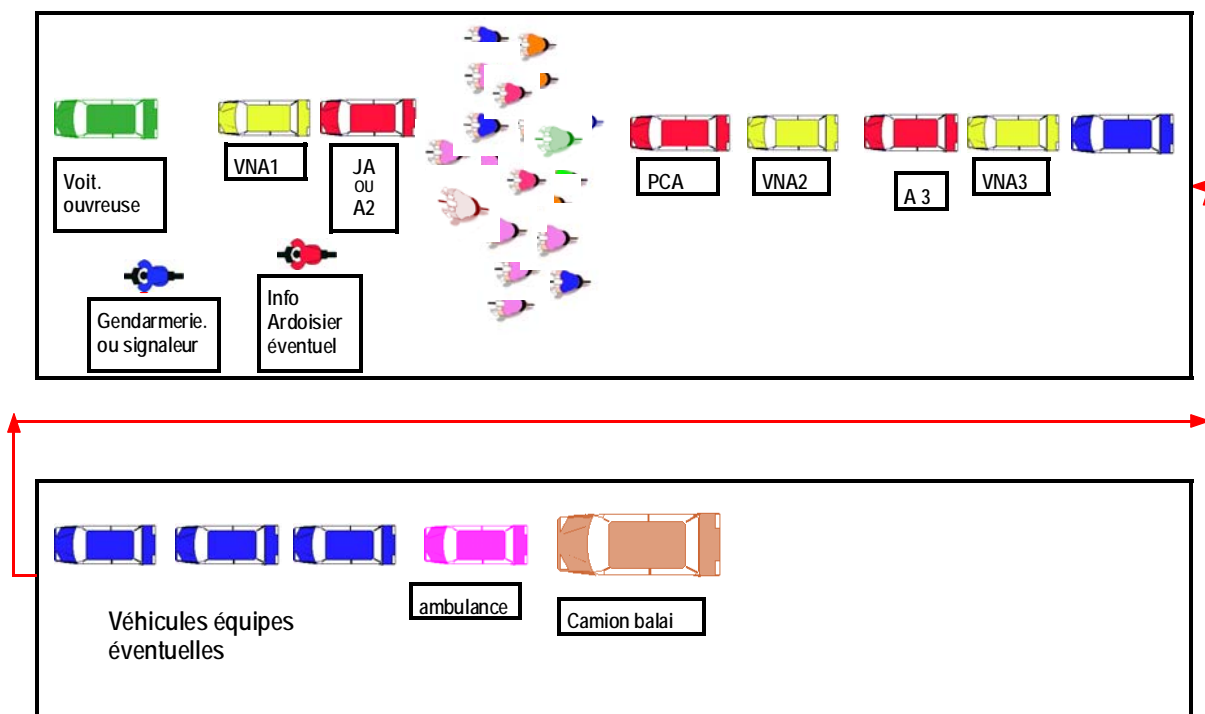 Voit.
ouvreuse
VNA1
JA
OU
A2
PCA
VNA2
A 3
VNA3
Gendarmerie.
ou signaleur
Info
Ardoisier
éventuel
Véhicules équipes
éventuelles
ambulance
Camion balai